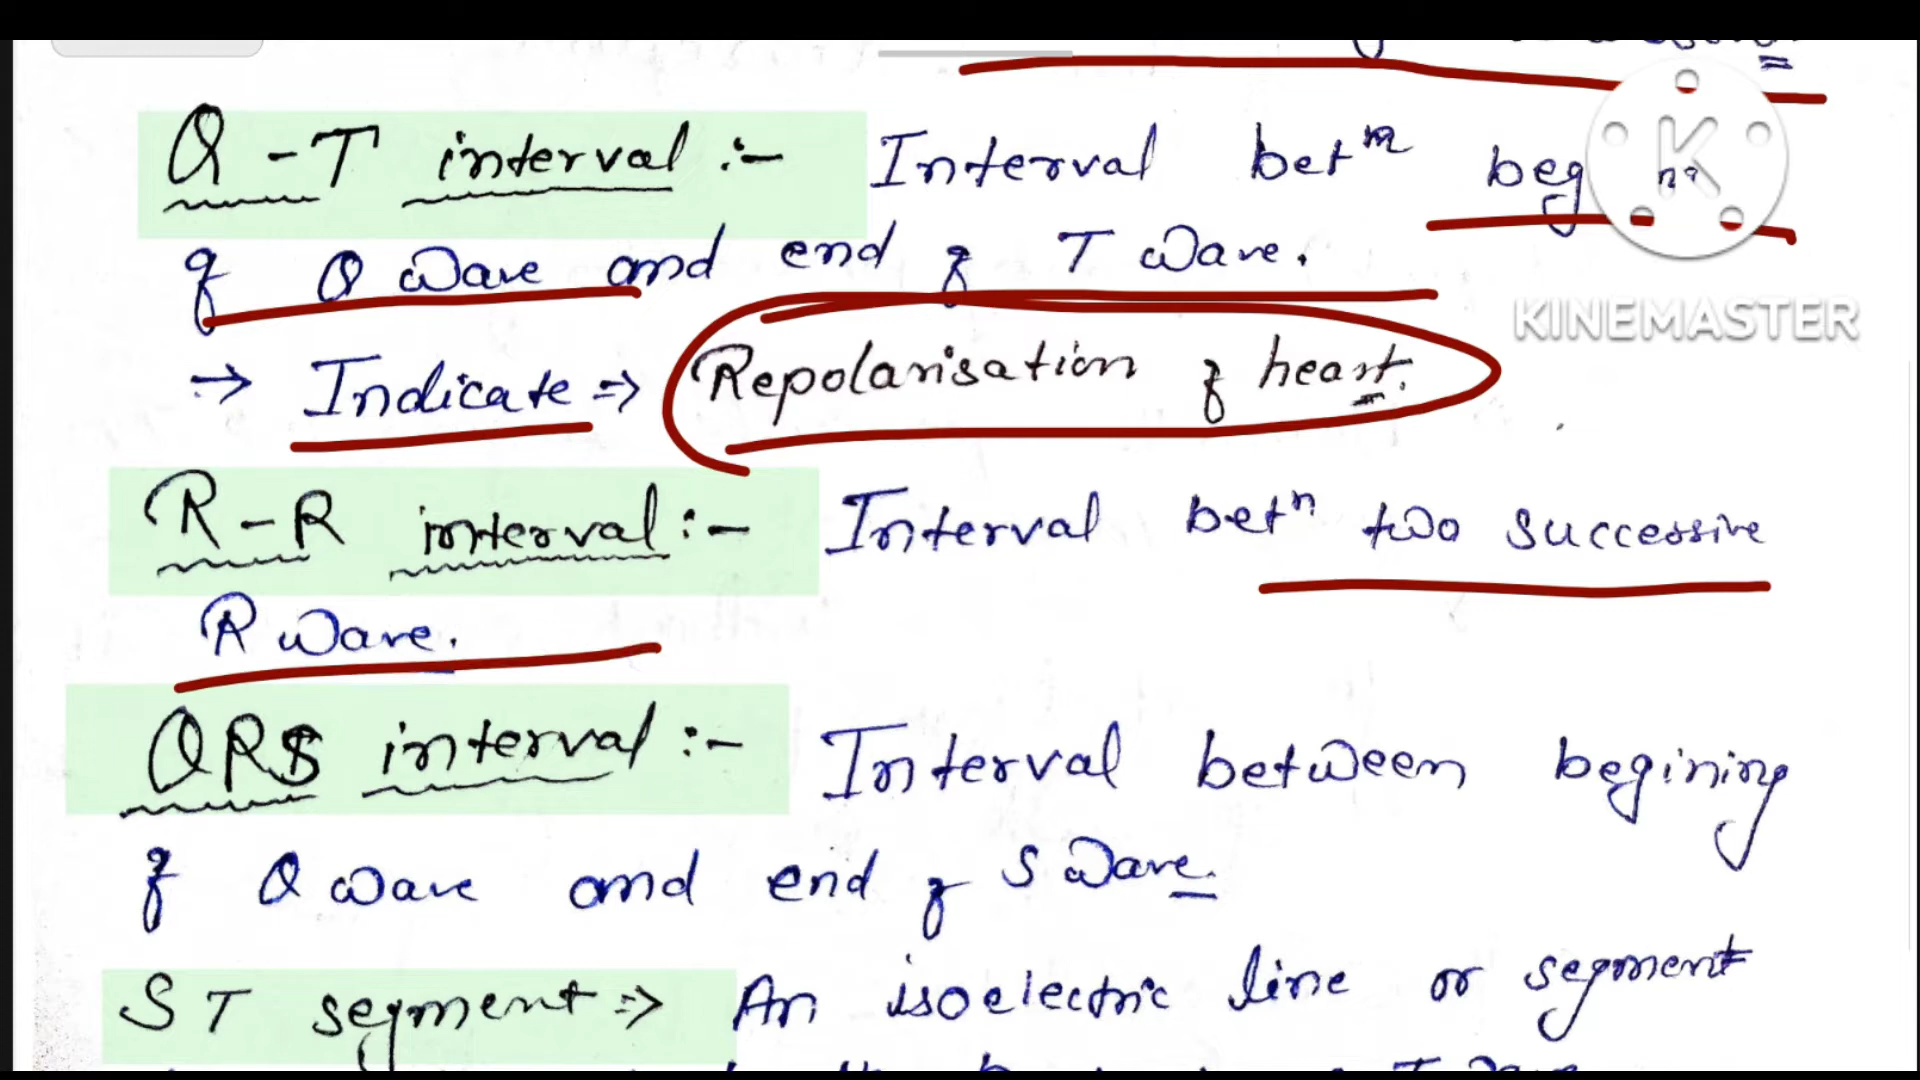 Q-T interval :- Interval betn
of Q wave and end of T wave.
KINEMASTER
→ Indicate => Repolarisation of heart.
R-R interval :- Interval betn two successive
R wave.
QRS interval :- Interval between begining
of Q wave and end of S wave.
ST segment => An isoelectric line or segment